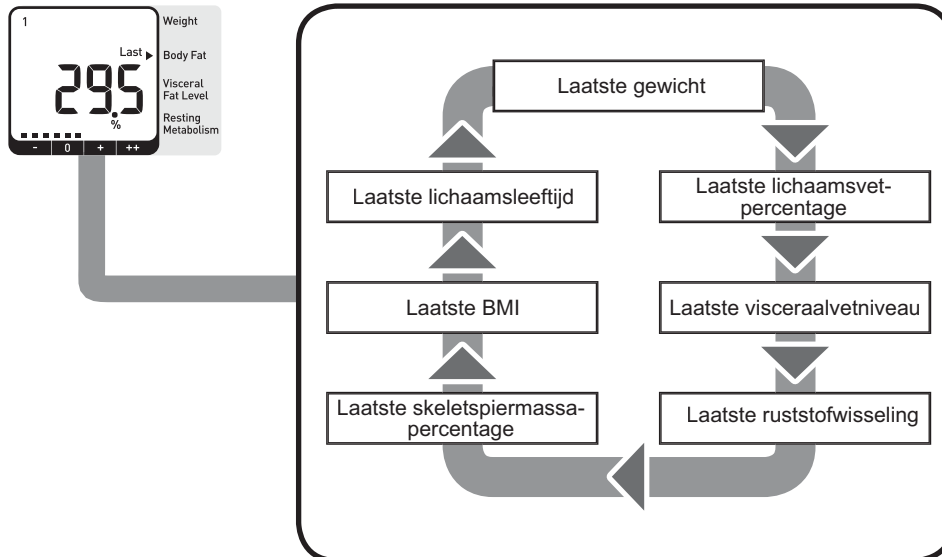 1
Last
29.5
%
- 0 + ++
Weight
Body Fat
Visceral
Fat Level
Resting
Metabolism
Laatste gewicht
Laatste lichaamsvet-
percentage
Laatste visceraalvetniveau
Laatste ruststofwisseling
Laatste skeletspiermassa-
percentage
Laatste BMI
Laatste lichaamsleeftijd